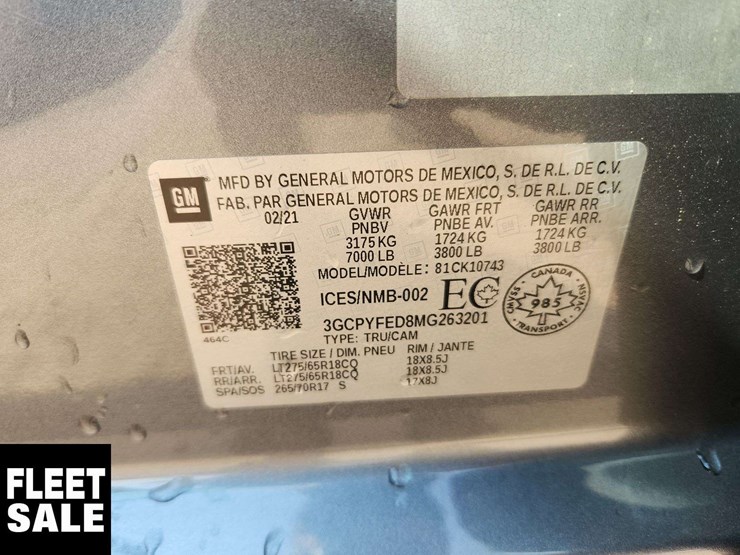 GM
MFD BY GENERAL MOTORS DE MEXICO, S. DE R.L. DE C.V.
FAB. PAR GENERAL MOTORS DE MEXICO, S. DE R.L. DE C.V.
02/21 GVWR GAWR FRT GAWR RR
PNBV PNBE AV. PNBE ARR.
3175 KG 1724 KG 1724 KG
7000 LB 3800 LB 3800 LB
MODEL/MODÈLE: 81CK10743
464C
ICES/NMB-002 EC
CANADA
CMVSS 985 NSVAC
TRANSPORT
3GCPYFED8MG263201
TYPE: TRU/CAM
TIRE SIZE / DIM. PNEU RIM / JANTE
FRT/AV. LT275/65R18CQ 18X8.5J
RR/ARR. LT275/65R18CQ 18X8.5J
SPA/SOS 265/70R17 S 17X8J
FLEET
SALE